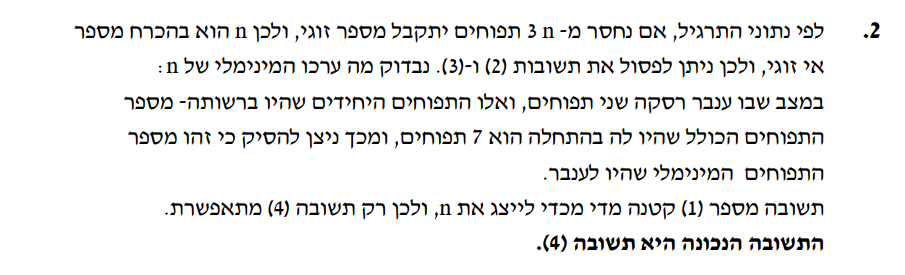 2. לפי נתוני התרגיל, אם נחסר מ- n 3 תפוחים יתקבל מספר זוגי, ולכן n הוא בהכרח מספר
אי זוגי, ולכן ניתן לפסול את תשובות (2) ו-(3). נבדוק מה ערכו המינימלי של n:
במצב שבו ענבר רסקה שני תפוחים, ואלו התפוחים היחידים שהיו ברשותה- מספר
התפוחים הכולל שהיו לה בהתחלה הוא 7 תפוחים, ומכך ניצן להסיק כי זהו מספר
התפוחים המינימלי שהיו לענבר.
תשובה מספר (1) קטנה מדי מכדי לייצג את n, ולכן רק תשובה (4) מתאפשרת.
התשובה הנכונה היא תשובה (4).